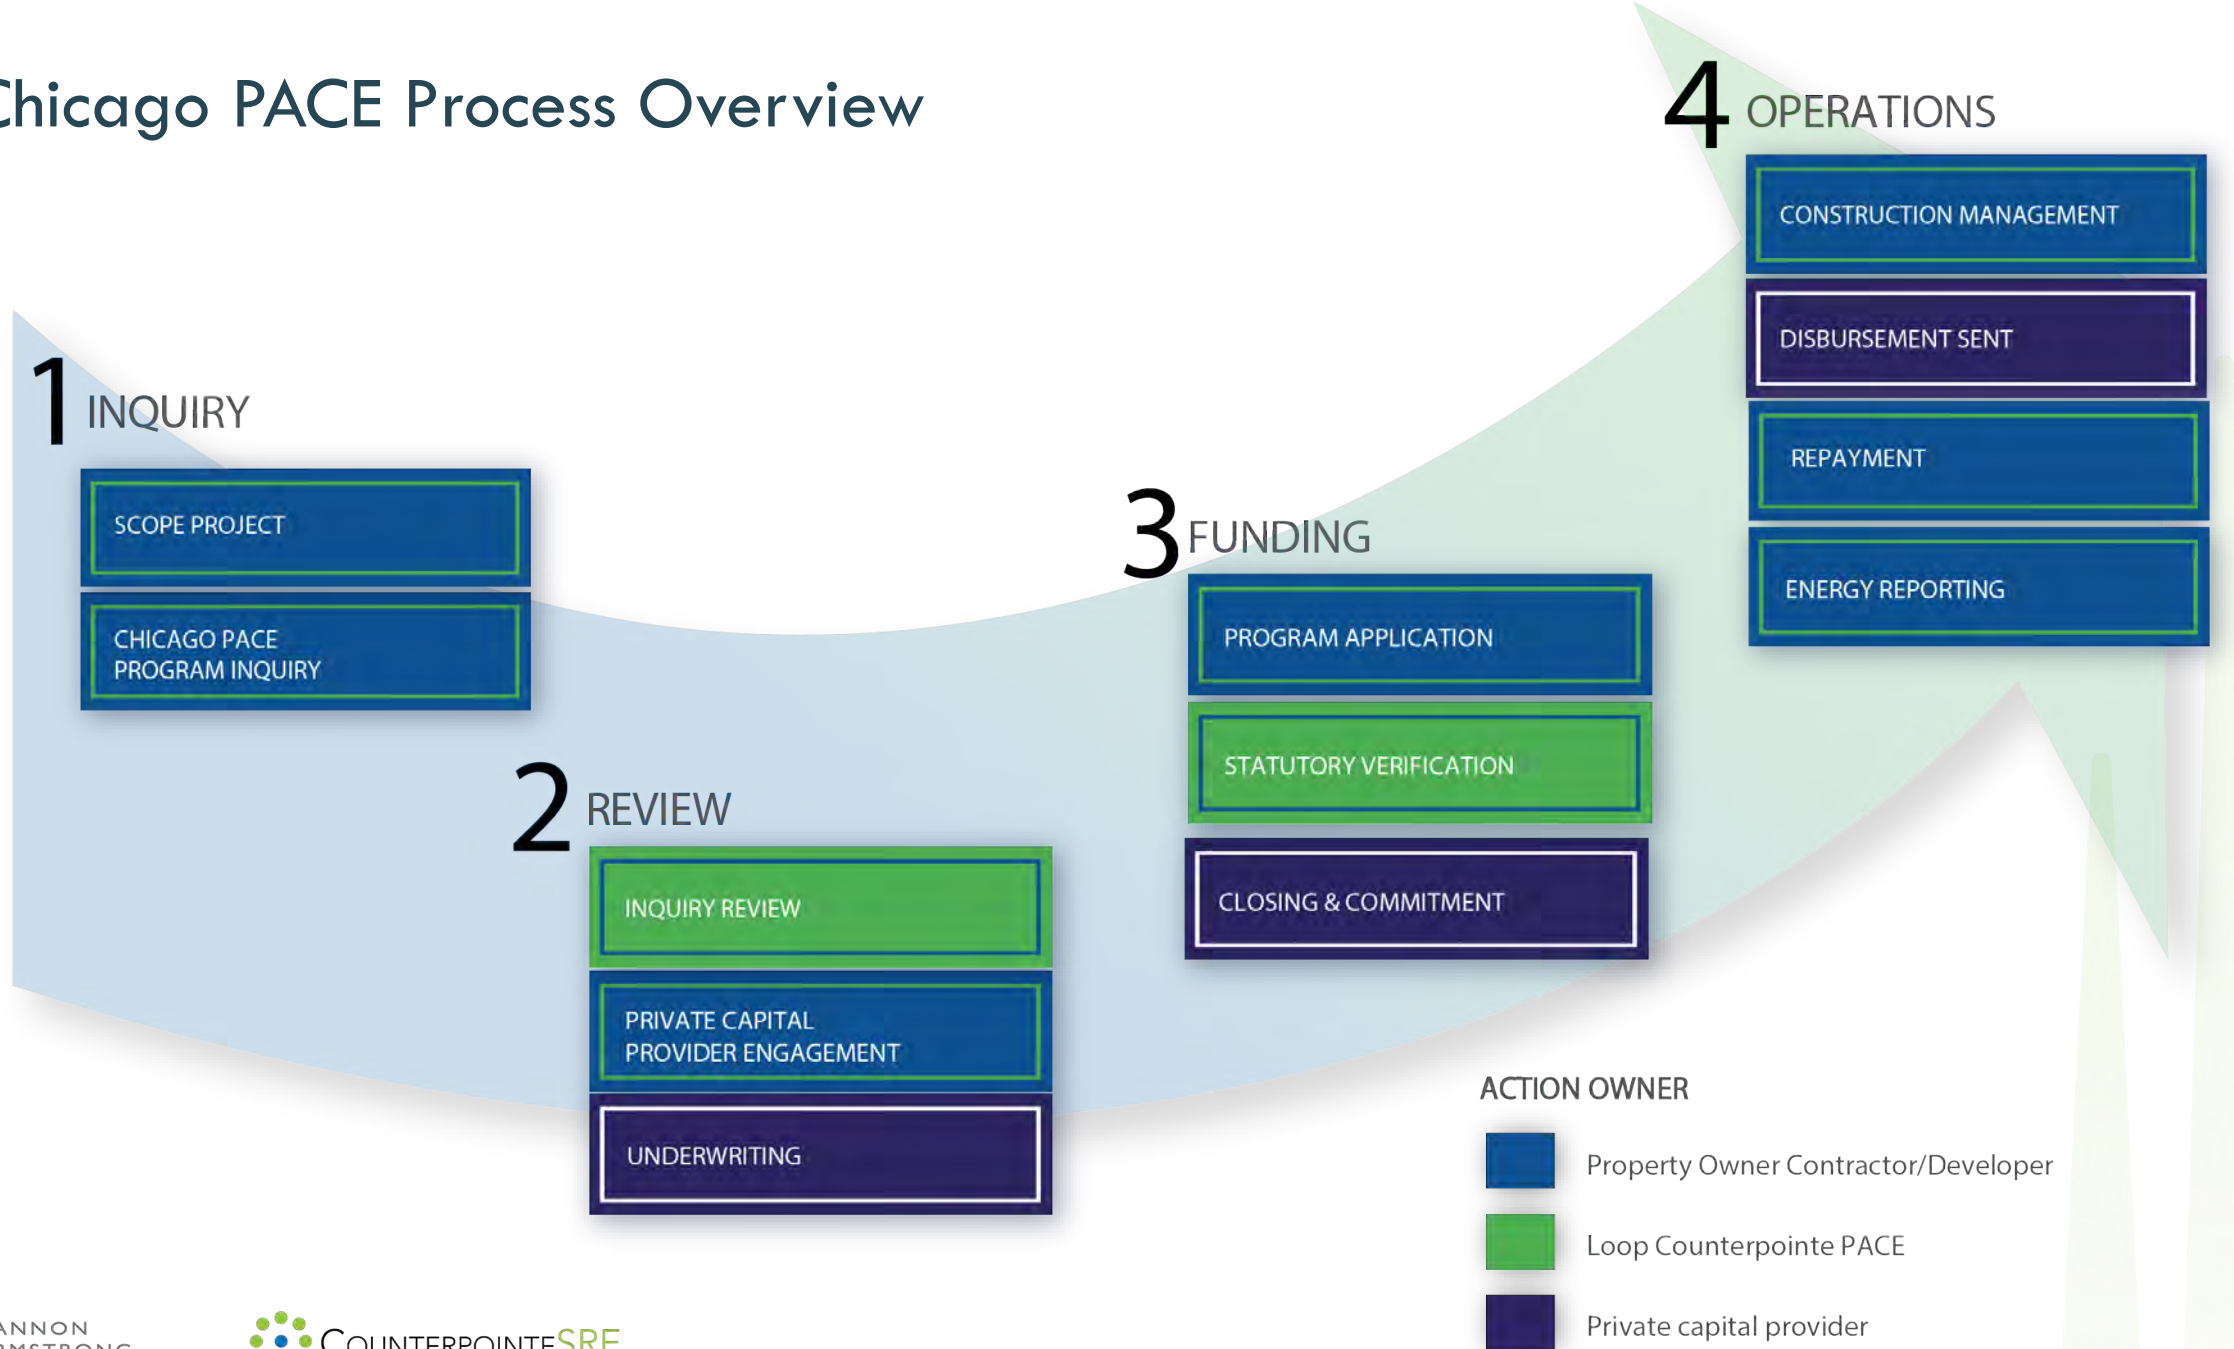 Chicago PACE Process Overview
1 INQUIRY
SCOPE PROJECT
CHICAGO PACE
PROGRAM INQUIRY
2 REVIEW
INQUIRY REVIEW
PRIVATE CAPITAL
PROVIDER ENGAGEMENT
UNDERWRITING
3 FUNDING
PROGRAM APPLICATION
STATUTORY VERIFICATION
CLOSING & COMMITMENT
4 OPERATIONS
CONSTRUCTION MANAGEMENT
DISBURSEMENT SENT
REPAYMENT
ENERGY REPORTING
ACTION OWNER
Property Owner Contractor/Developer
Loop Counterpointe PACE
Private capital provider
COUNTERPOINTESRE